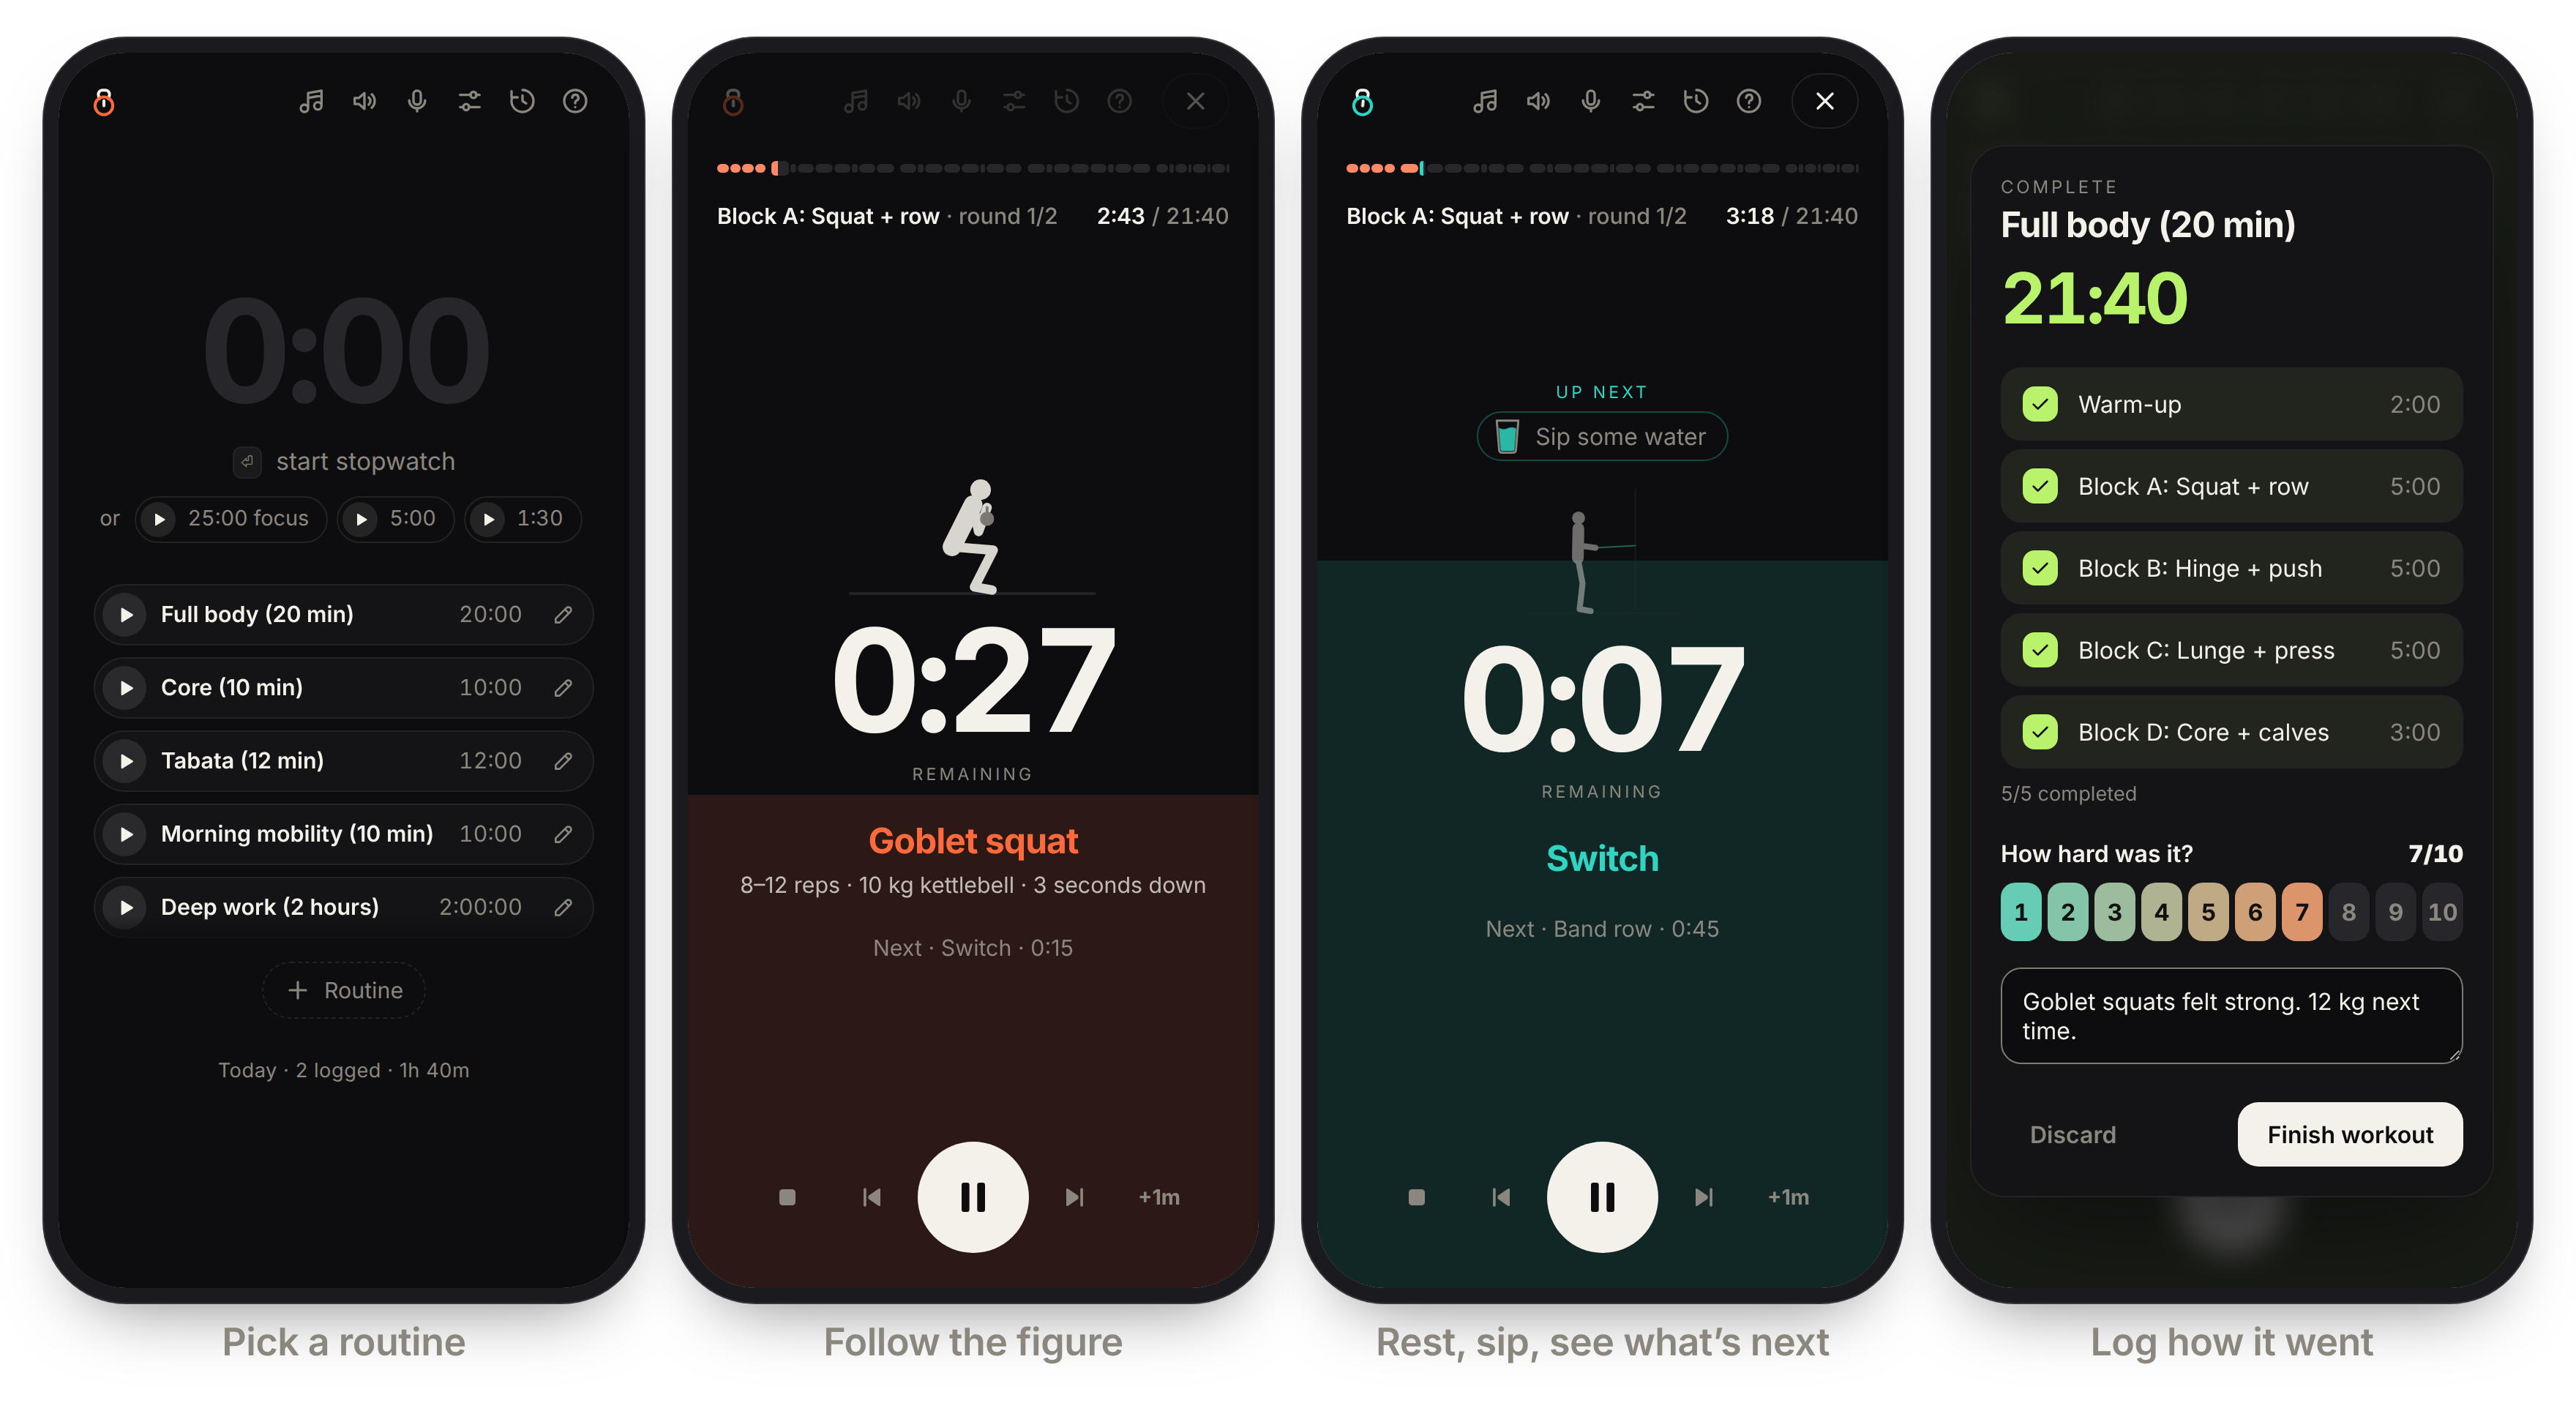 0:00
start stopwatch
or 25:00 focus 5:00 1:30
Full body (20 min) 20:00
Core (10 min) 10:00
Tabata (12 min) 12:00
Morning mobility (10 min) 10:00
Deep work (2 hours) 2:00:00
+ Routine
Today · 2 logged · 1h 40m
Pick a routine
Block A: Squat + row · round 1/2 2:43 / 21:40
0:27
REMAINING
Goblet squat
8–12 reps · 10 kg kettlebell · 3 seconds down
Next · Switch · 0:15
+1m
Follow the figure
Block A: Squat + row · round 1/2 3:18 / 21:40
UP NEXT
Sip some water
0:07
REMAINING
Switch
Next · Band row · 0:45
+1m
Rest, sip, see what’s next
COMPLETE
Full body (20 min)
21:40
Warm-up 2:00
Block A: Squat + row 5:00
Block B: Hinge + push 5:00
Block C: Lunge + press 5:00
Block D: Core + calves 3:00
5/5 completed
How hard was it? 7/10
1 2 3 4 5 6 7 8 9 10
Goblet squats felt strong. 12 kg next
time.
Discard Finish workout
Log how it went